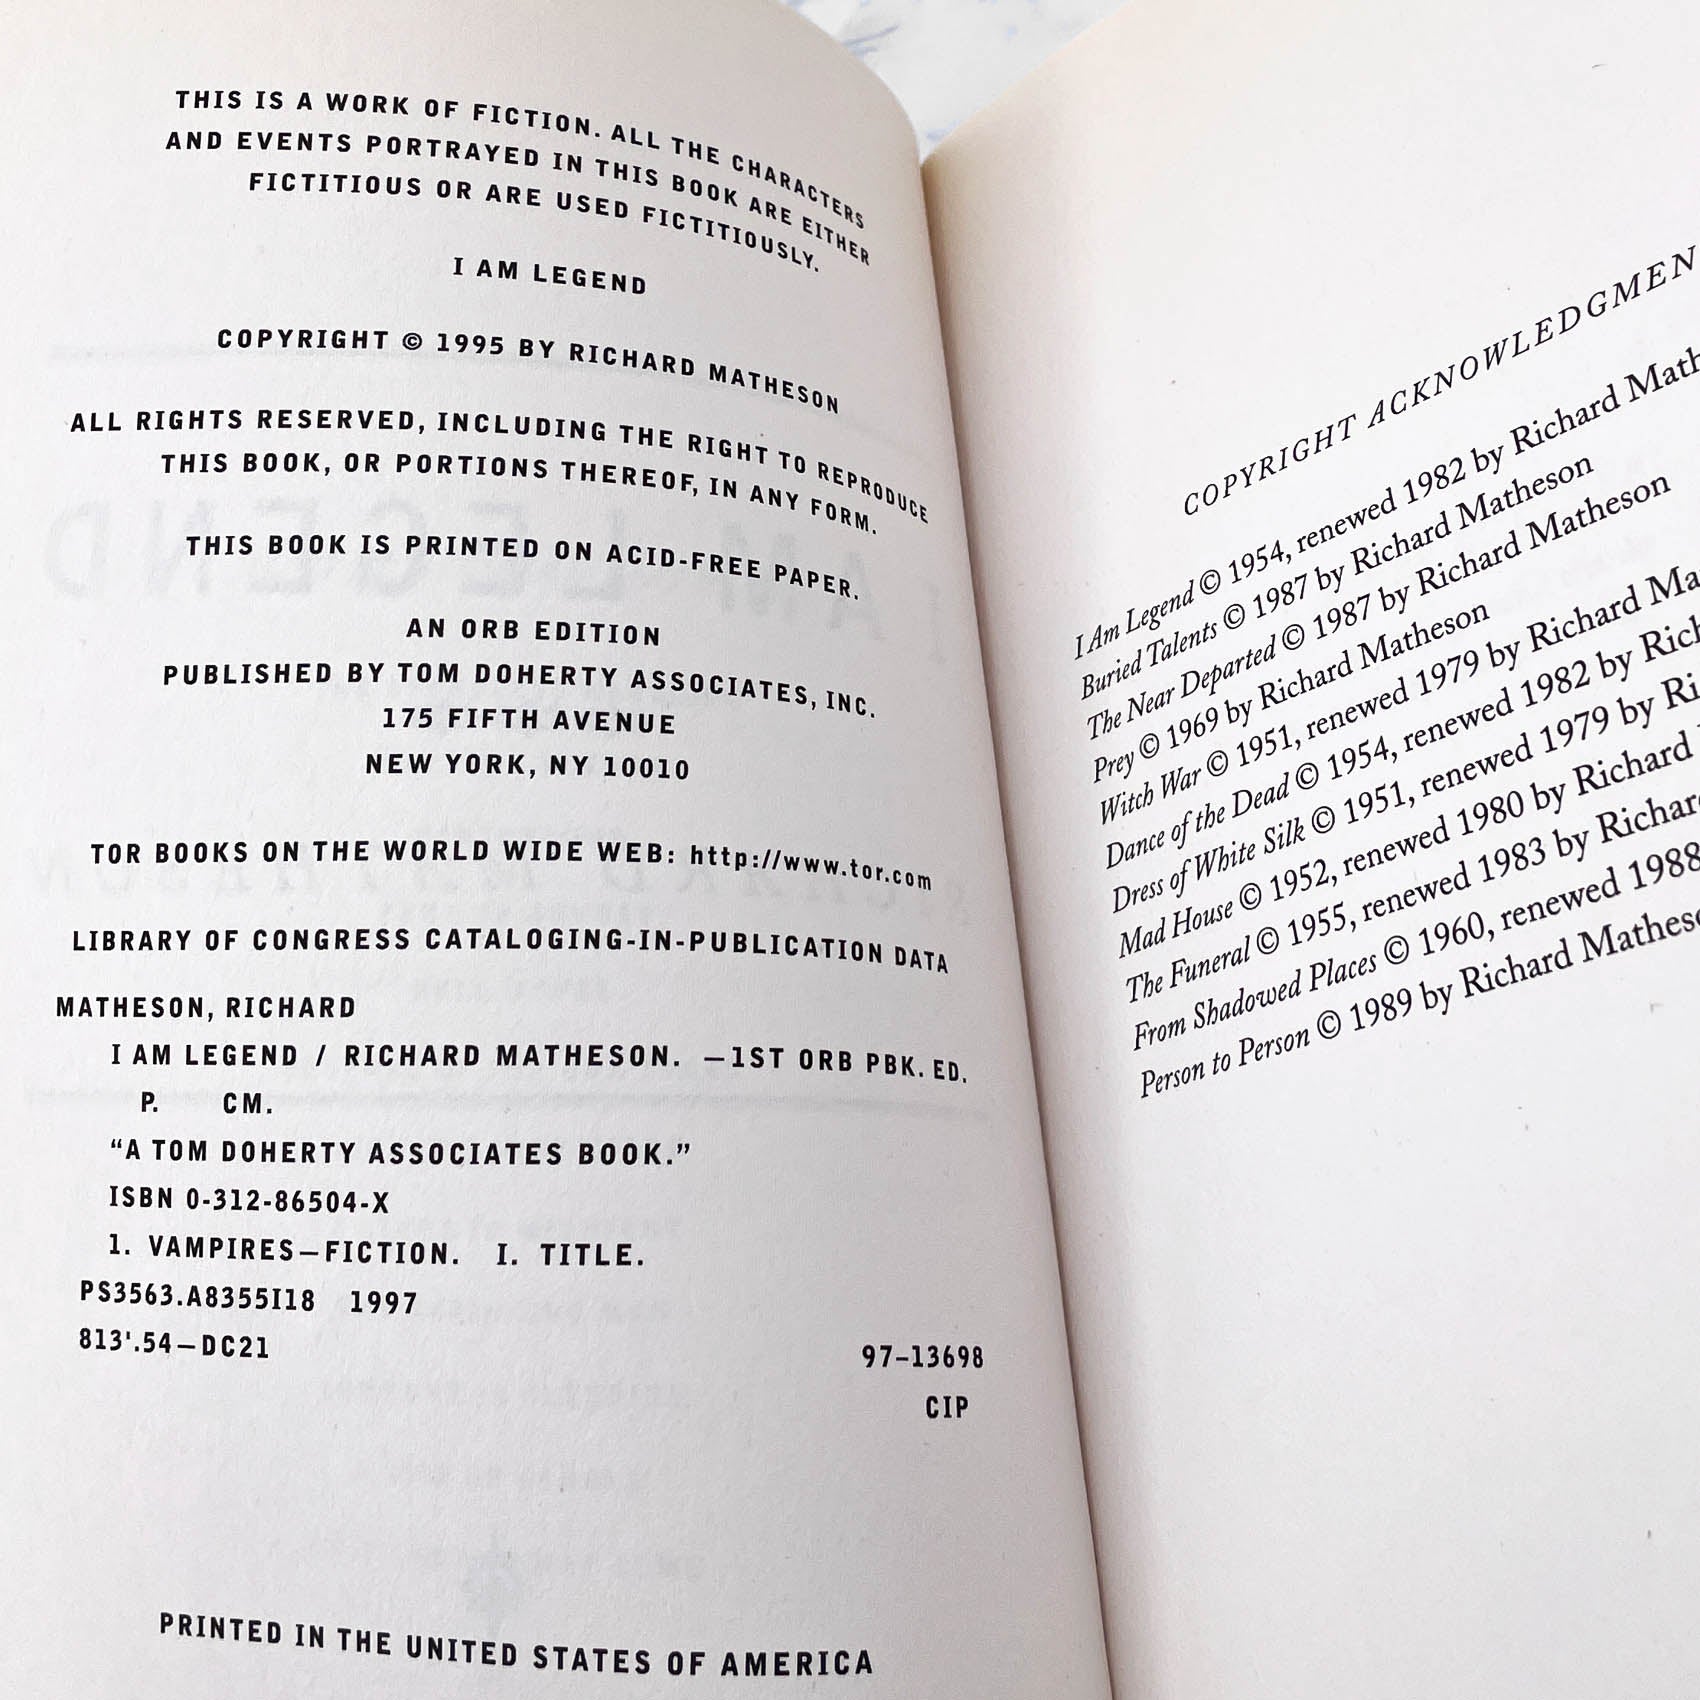 THIS IS A WORK OF FICTION. ALL THE CHARACTERS
AND EVENTS PORTRAYED IN THIS BOOK ARE EITHER
FICTITIOUS OR ARE USED FICTITIOUSLY.
I AM LEGEND
COPYRIGHT © 1995 BY RICHARD MATHESON
ALL RIGHTS RESERVED, INCLUDING THE RIGHT TO REPRODUCE
THIS BOOK, OR PORTIONS THEREOF, IN ANY FORM.
THIS BOOK IS PRINTED ON ACID-FREE PAPER.
AN ORB EDITION
PUBLISHED BY TOM DOHERTY ASSOCIATES, INC.
175 FIFTH AVENUE
NEW YORK, NY 10010
TOR BOOKS ON THE WORLD WIDE WEB: http://www.tor.com
LIBRARY OF CONGRESS CATALOGING-IN-PUBLICATION DATA
MATHESON, RICHARD
I AM LEGEND / RICHARD MATHESON. —1ST ORB PBK. ED.
P. CM.
“A TOM DOHERTY ASSOCIATES BOOK.”
ISBN 0-312-86504-X
1. VAMPIRES—FICTION. I. TITLE.
PS3563.A8355I18 1997
813'.54—DC21 97-13698
CIP
PRINTED IN THE UNITED STATES OF AMERICA
COPYRIGHT ACKNOWLEDGMEN
I Am Legend © 1954, renewed 1982 by Richard Math
Buried Talents © 1987 by Richard Matheson
The Near Departed © 1987 by Richard Matheson
Prey © 1969 by Richard Matheson
Witch War © 1951, renewed 1979 by Richard Ma
Dance of the Dead © 1954, renewed 1982 by Rich
Dress of White Silk © 1951, renewed 1979 by Ri
Mad House © 1952, renewed 1980 by Richard
The Funeral © 1955, renewed 1983 by Richar
From Shadowed Places © 1960, renewed 1988
Person to Person © 1989 by Richard Matheso